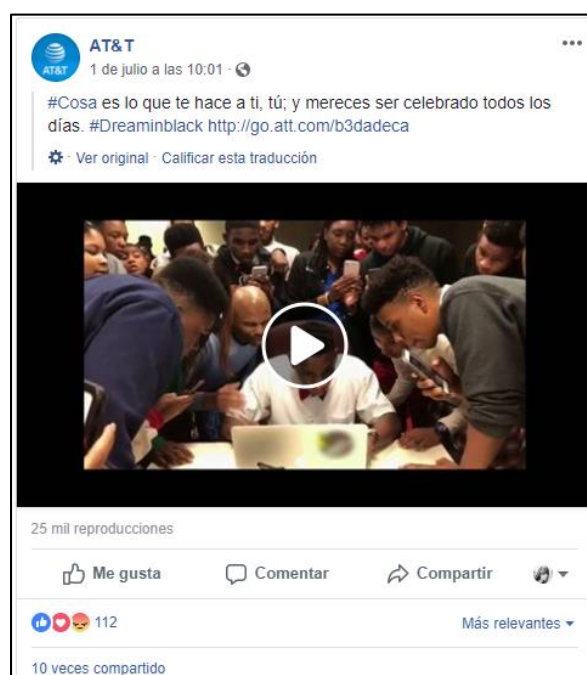 AT&T
1 de julio a las 10:01 ·
AT&T
#Cosa es lo que te hace a ti, tú; y mereces ser celebrado todos los
días. #Dreaminblack http://go.att.com/b3dadeca
· Ver original · Calificar esta traducción
25 mil reproducciones
Me gusta Comentar Compartir
112 Más relevantes
10 veces compartido